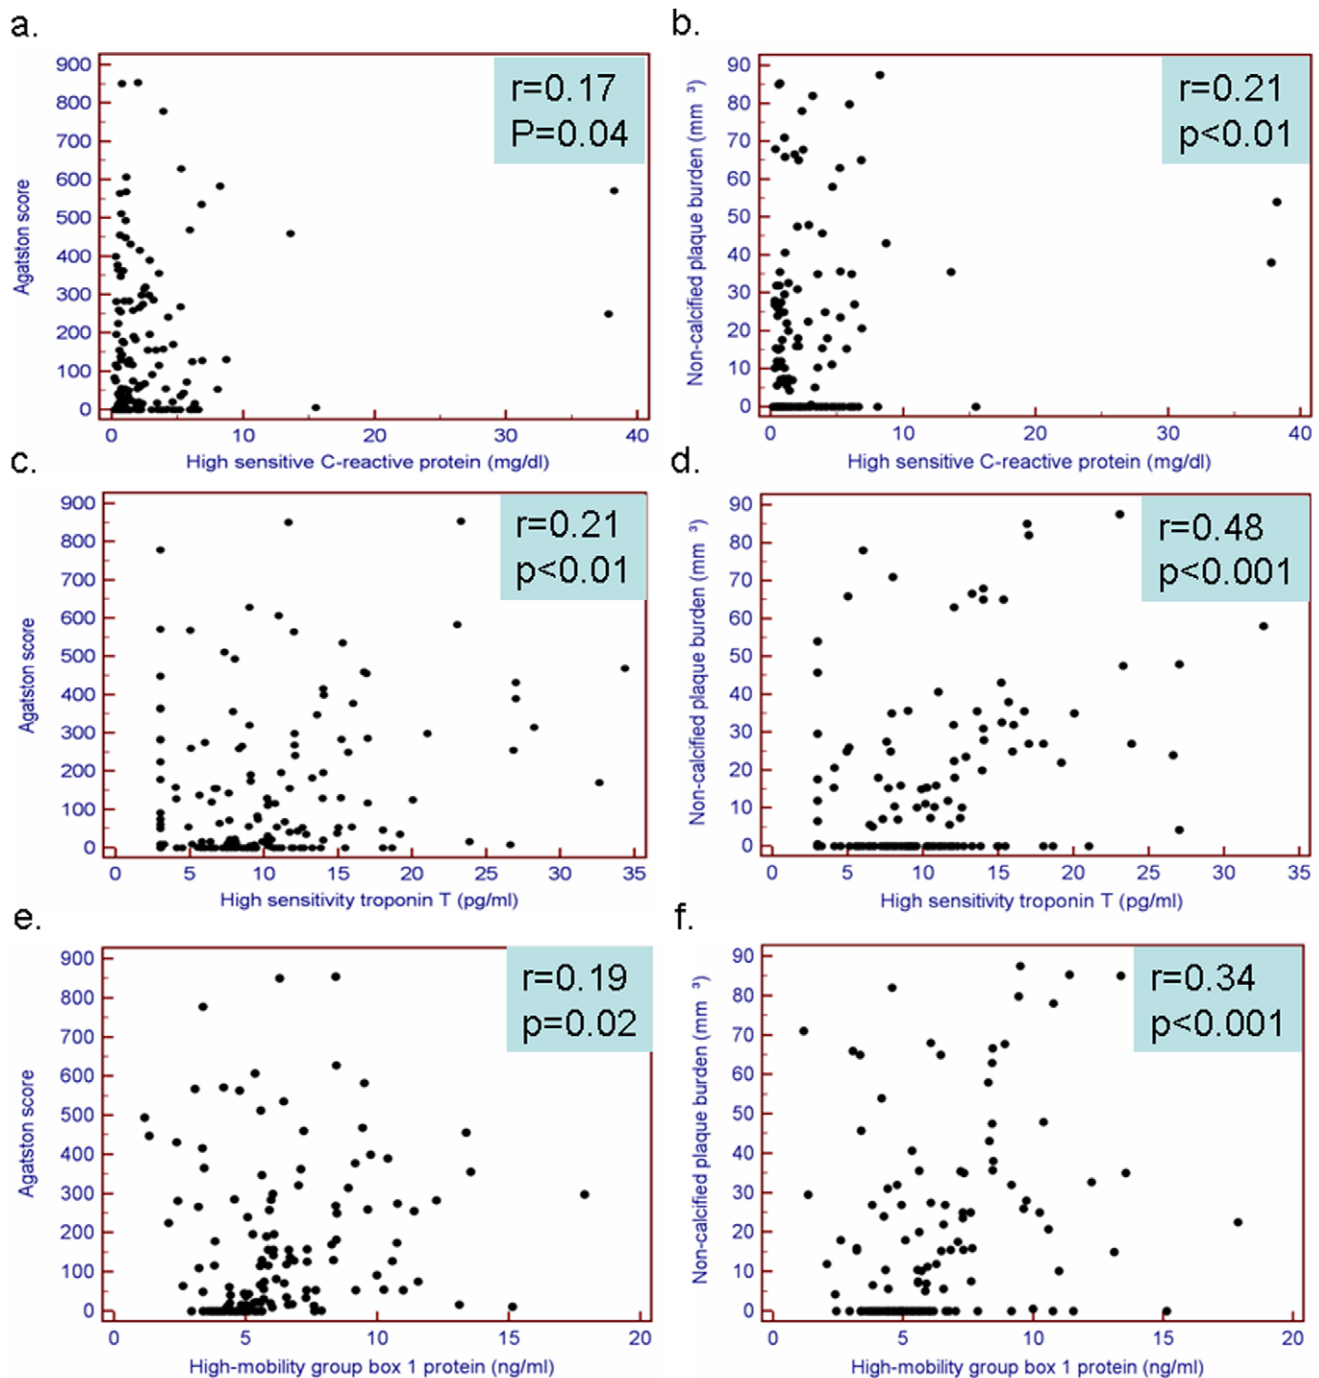 a.
900
800
700
600
500
400
300
200
100
0
Agatston score
r=0.17
P=0.04
0 10 20 30 40
High sensitive C-reactive protein (mg/dl)
b.
90
80
70
60
50
40
30
20
10
0
Non-calcified plaque burden (mm ³)
r=0.21
p<0.01
0 10 20 30 40
High sensitive C-reactive protein (mg/dl)
c.
900
800
700
600
500
400
300
200
100
0
Agatston score
r=0.21
p<0.01
0 5 10 15 20 25 30 35
High sensitivity troponin T (pg/ml)
d.
90
80
70
60
50
40
30
20
10
0
Non-calcified plaque burden (mm ³)
r=0.48
p<0.001
0 5 10 15 20 25 30 35
High sensitivity troponin T (pg/ml)
e.
900
800
700
600
500
400
300
200
100
0
Agatston score
r=0.19
p=0.02
0 5 10 15 20
High-mobility group box 1 protein (ng/ml)
f.
90
80
70
60
50
40
30
20
10
0
Non-calcified plaque burden (mm ³)
r=0.34
p<0.001
0 5 10 15 20
High-mobility group box 1 protein (ng/ml)